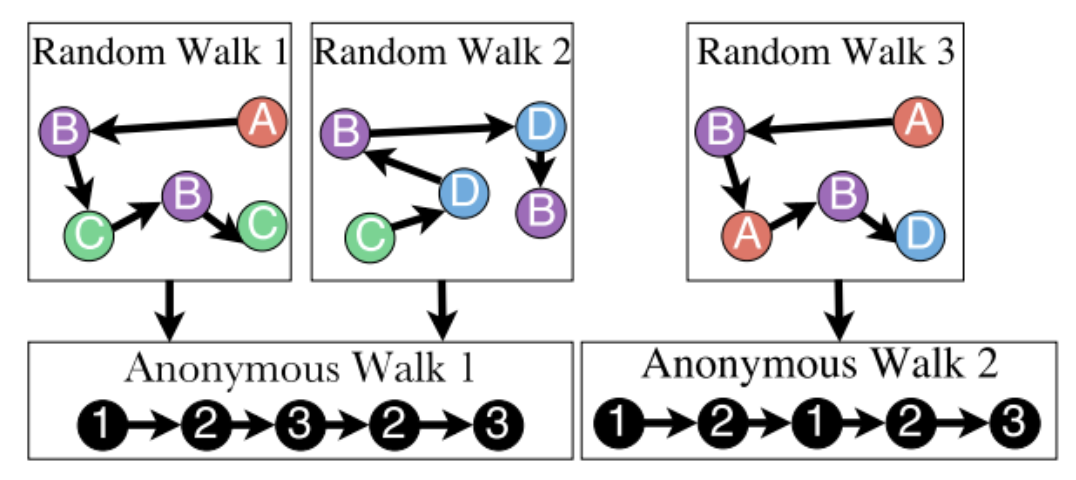 Random Walk 1
A
B
C
B
C
Random Walk 2
C
D
B
D
B
Random Walk 3
A
B
A
B
D
Anonymous Walk 1
1 2 3 2 3
Anonymous Walk 2
1 2 1 2 3